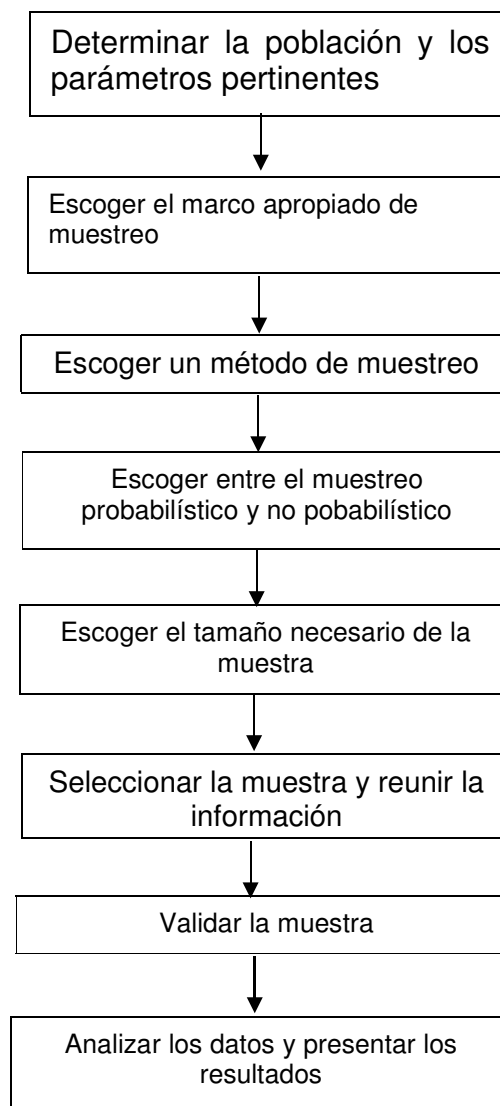 Determinar la población y los
parámetros pertinentes
Escoger el marco apropiado de
muestreo
Escoger un método de muestreo
Escoger entre el muestreo
probabilístico y no pobabilístico
Escoger el tamaño necesario de la
muestra
Seleccionar la muestra y reunir la
información
Validar la muestra
Analizar los datos y presentar los
resultados